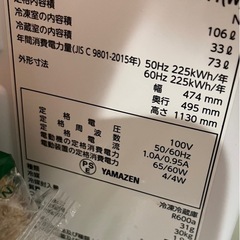 定格内容積 106ℓ
冷凍室の内容積 33ℓ
冷蔵室の内容積 73ℓ
年間消費電力量(JIS C 9801-2015年) 50Hz 225kWh/年
60Hz 225kWh/年
外形寸法 幅 474 mm
奥行 495 mm
高さ 1130 mm
定格電圧 100V
定格周波数 50/60Hz
電動機の定格消費電力 1.0A/0.95A
65/60W
電動装置の定格消費電力 4/4W
PSE YAMAZEN
冷凍冷蔵庫
R600a
31g
30kg